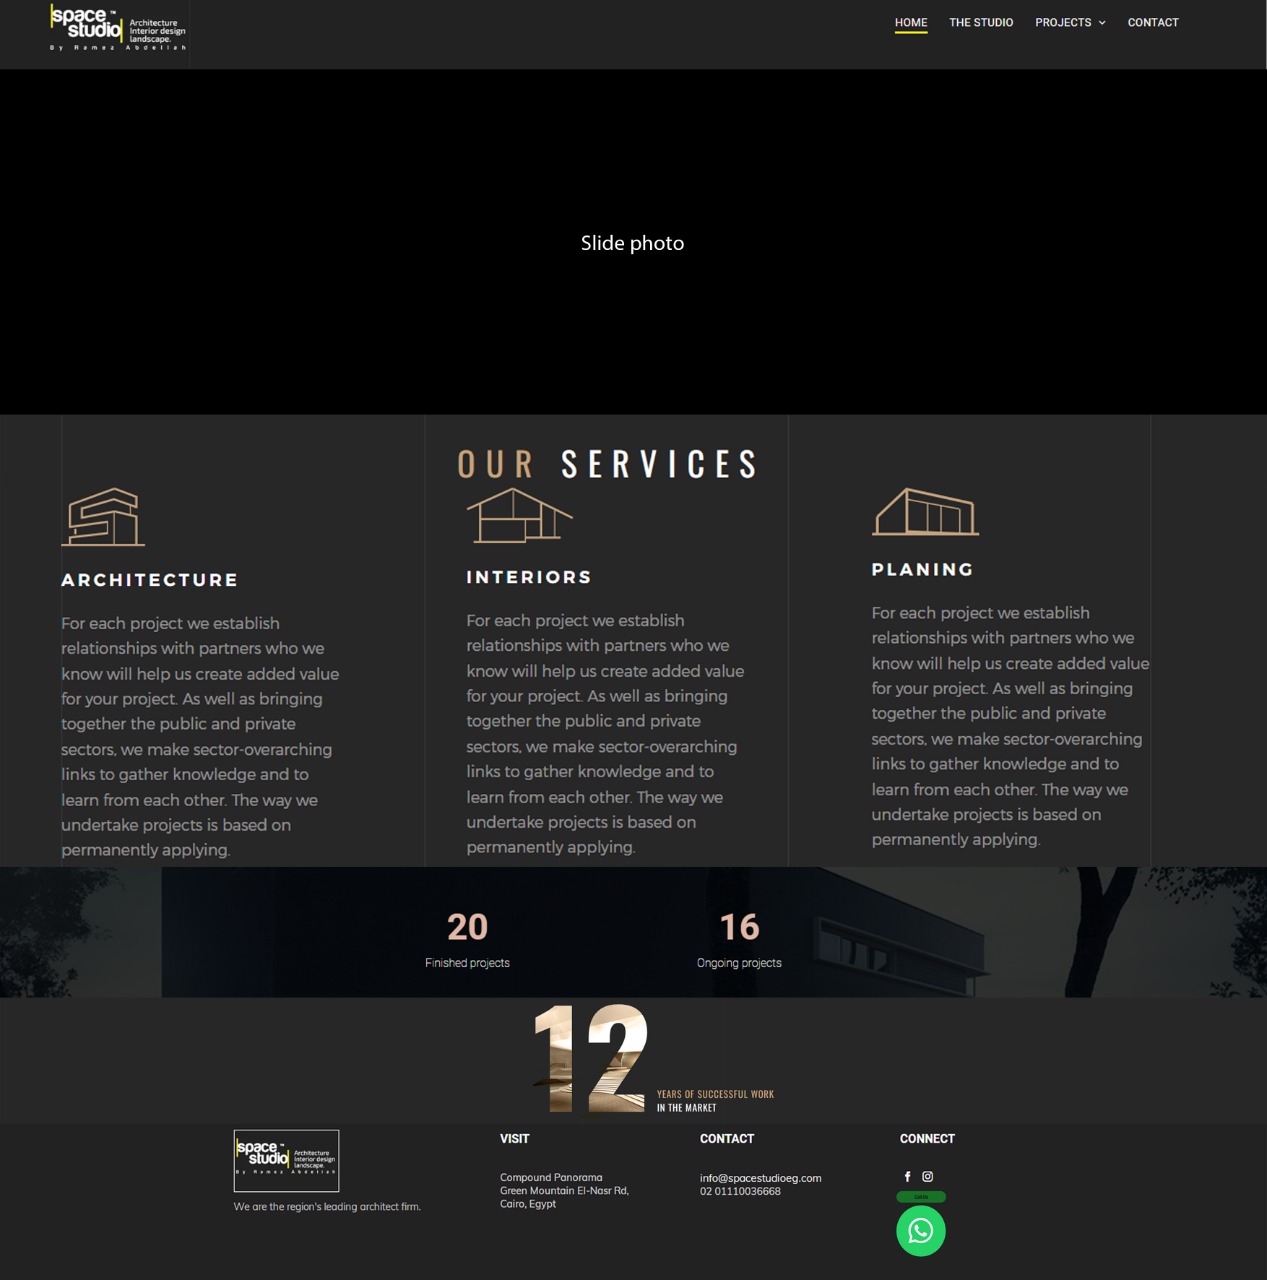 space™
studio
Architecture
Interior design
landscape.
By Ramez Abdellah
HOME THE STUDIO PROJECTS CONTACT
Slide photo
OUR SERVICES
ARCHITECTURE
For each project we establish
relationships with partners who we
know will help us create added value
for your project. As well as bringing
together the public and private
sectors, we make sector-overarching
links to gather knowledge and to
learn from each other. The way we
undertake projects is based on
permanently applying.
INTERIORS
For each project we establish
relationships with partners who we
know will help us create added value
for your project. As well as bringing
together the public and private
sectors, we make sector-overarching
links to gather knowledge and to
learn from each other. The way we
undertake projects is based on
permanently applying.
PLANING
For each project we establish
relationships with partners who we
know will help us create added value
for your project. As well as bringing
together the public and private
sectors, we make sector-overarching
links to gather knowledge and to
learn from each other. The way we
undertake projects is based on
permanently applying.
20
Finished projects
16
Ongoing projects
12
YEARS OF SUCCESSFUL WORK
IN THE MARKET
space™
studio
Architecture
Interior design
landscape.
By Ramez Abdellah
We are the region's leading architect firm.
VISIT
Compound Panorama
Green Mountain El-Nasr Rd,
Cairo, Egypt
CONTACT
info@spacestudioeg.com
02 01110036668
CONNECT